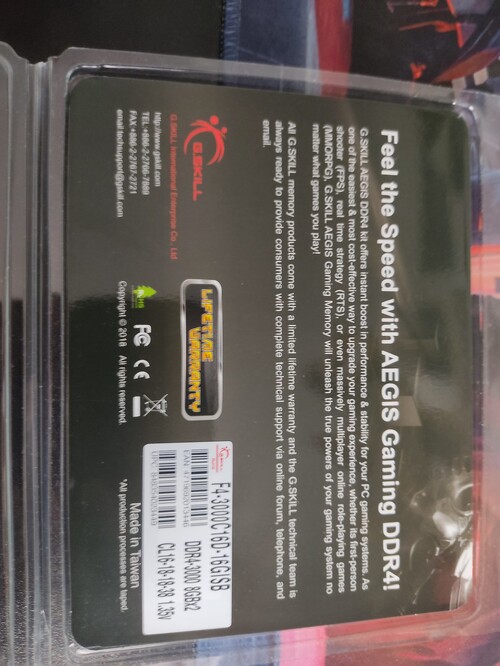 Feel the Speed with AEGIS Gaming DDR4!
G.SKILL AEGIS DDR4 kit offers instant boost in performance & stability for your PC gaming systems. As
one of the easiest & most cost-effective way to upgrade your gaming experience, whether its first-person
shooter (FPS), real time strategy (RTS), or even massively multiplayer online role-playing games
(MMORPG), G.SKILL AEGIS Gaming Memory will unleash the true powers of your gaming system no
matter what games you play!
All G.SKILL memory products come with a limited lifetime warranty and the G.SKILL technical team is
always ready to provide consumers with complete technical support via online forum, telephone, and
email.
G.SKILL
G.SKILL International Enterprise Co., Ltd.
http://www.gskill.com
TEL:+886-2-2766-7889
FAX:+886-2-2767-2721
email:techsupport@gskill.com
LIFETIME
WARRANTY
FC CE
Copyright © 2018 All rights reserved.
F4-3000C16D-16GISB
DDR4-3000 8GBx2
CL16-18-18-38 1.35v
Made in Taiwan
*All production processes are taped.